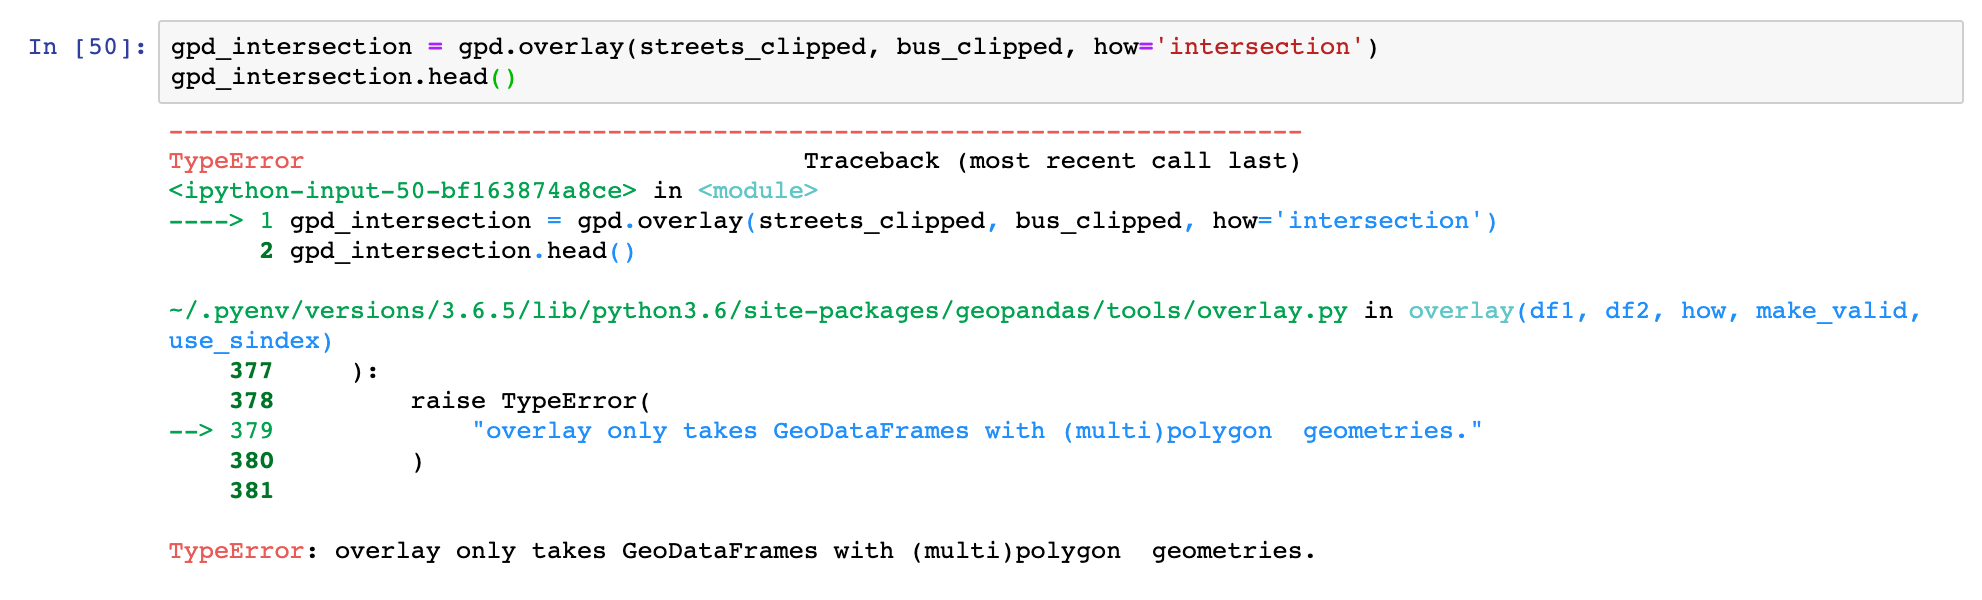 In [50]: gpd_intersection = gpd.overlay(streets_clipped, bus_clipped, how='intersection')
gpd_intersection.head()
---------------------------------------------------------------------------
TypeError                                 Traceback (most recent call last)
<ipython-input-50-bf163874a8ce> in <module>
----> 1 gpd_intersection = gpd.overlay(streets_clipped, bus_clipped, how='intersection')
      2 gpd_intersection.head()
~/.pyenv/versions/3.6.5/lib/python3.6/site-packages/geopandas/tools/overlay.py in overlay(df1, df2, how, make_valid,
use_sindex)
    377     ):
    378         raise TypeError(
--> 379             "overlay only takes GeoDataFrames with (multi)polygon  geometries."
    380         )
    381
TypeError: overlay only takes GeoDataFrames with (multi)polygon  geometries.